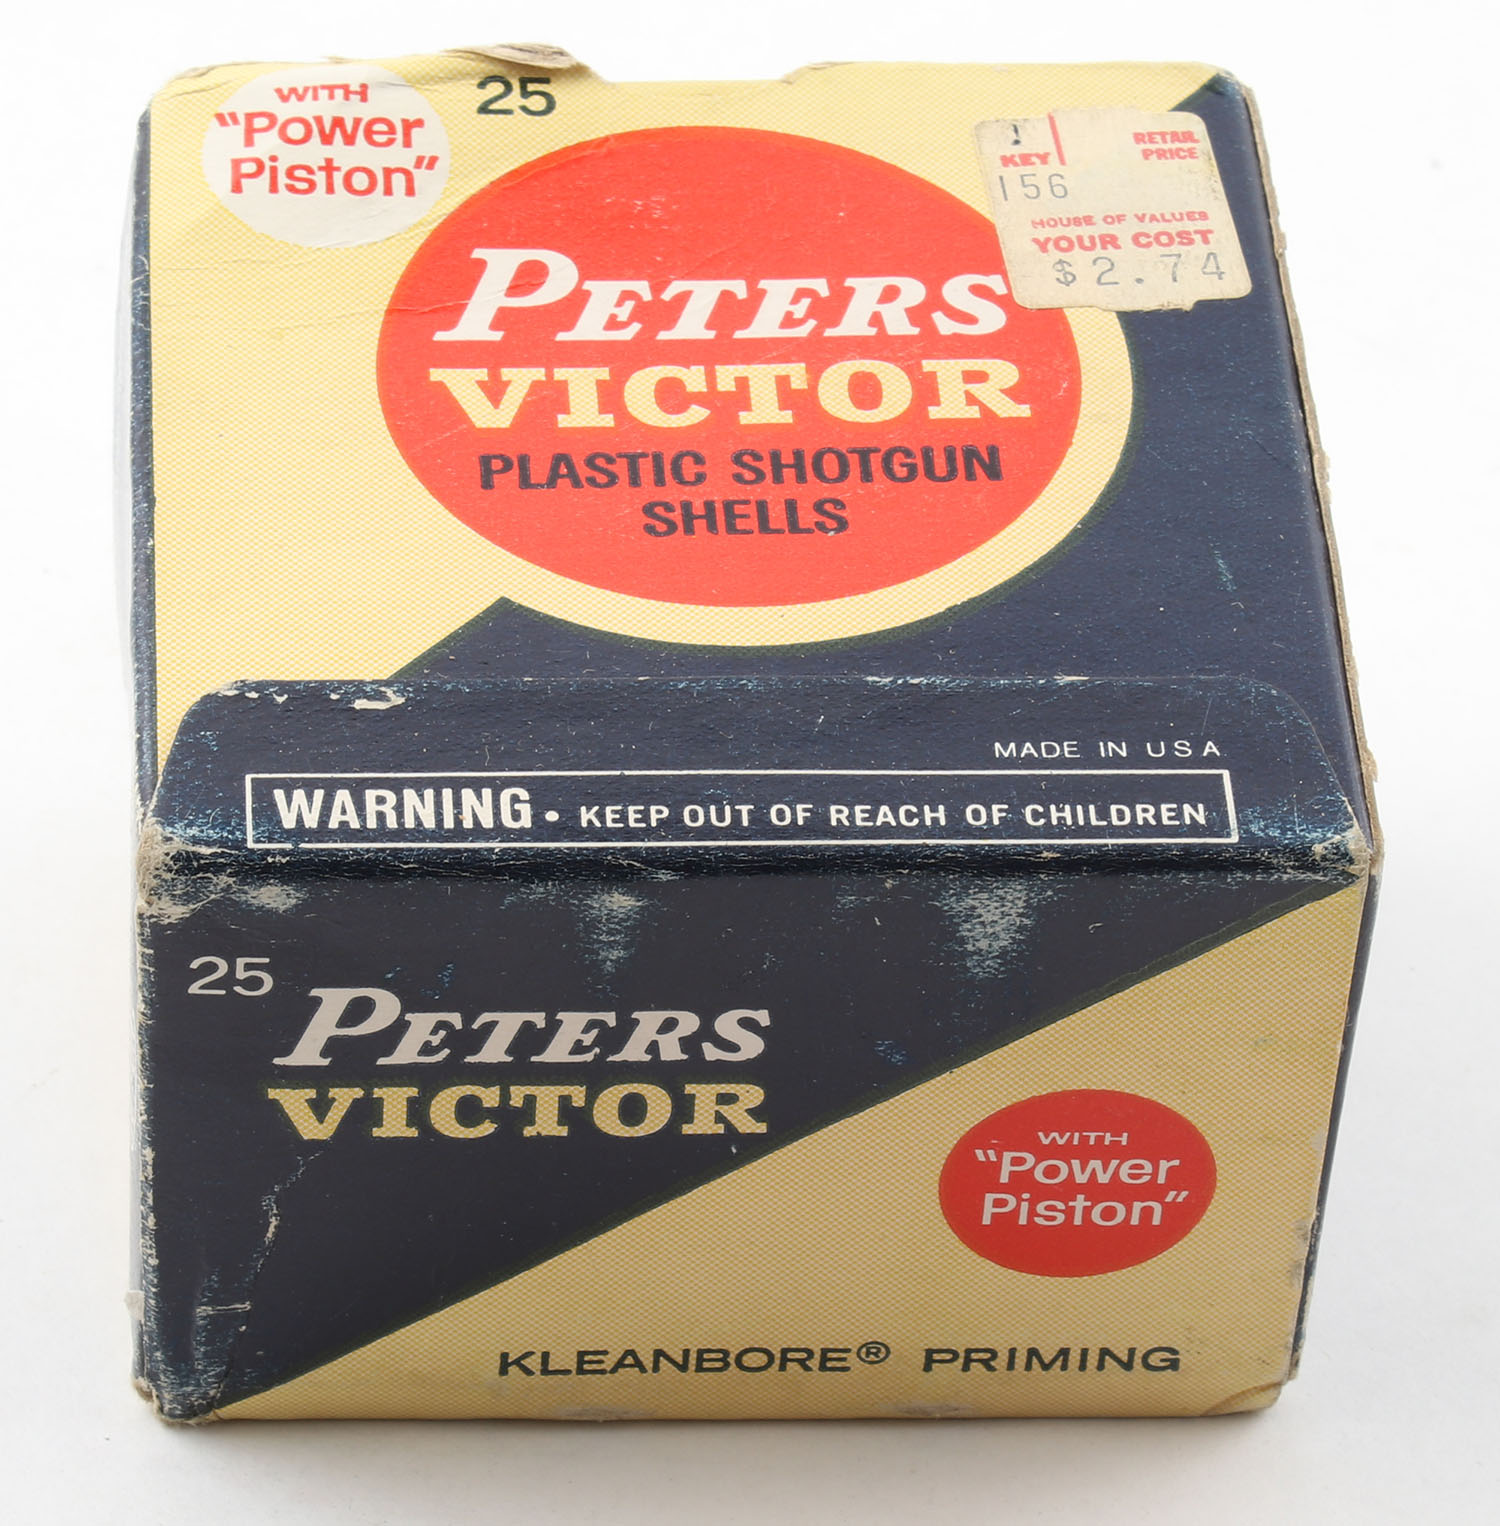 WITH
"Power
Piston"
25
1
KEY
RETAIL
PRICE
156
HOUSE OF VALUES
YOUR COST
$2.74
PETERS
VICTOR
PLASTIC SHOTGUN
SHELLS
MADE IN USA
WARNING • KEEP OUT OF REACH OF CHILDREN
25
PETERS
VICTOR
WITH
"Power
Piston"
KLEANBORE® PRIMING